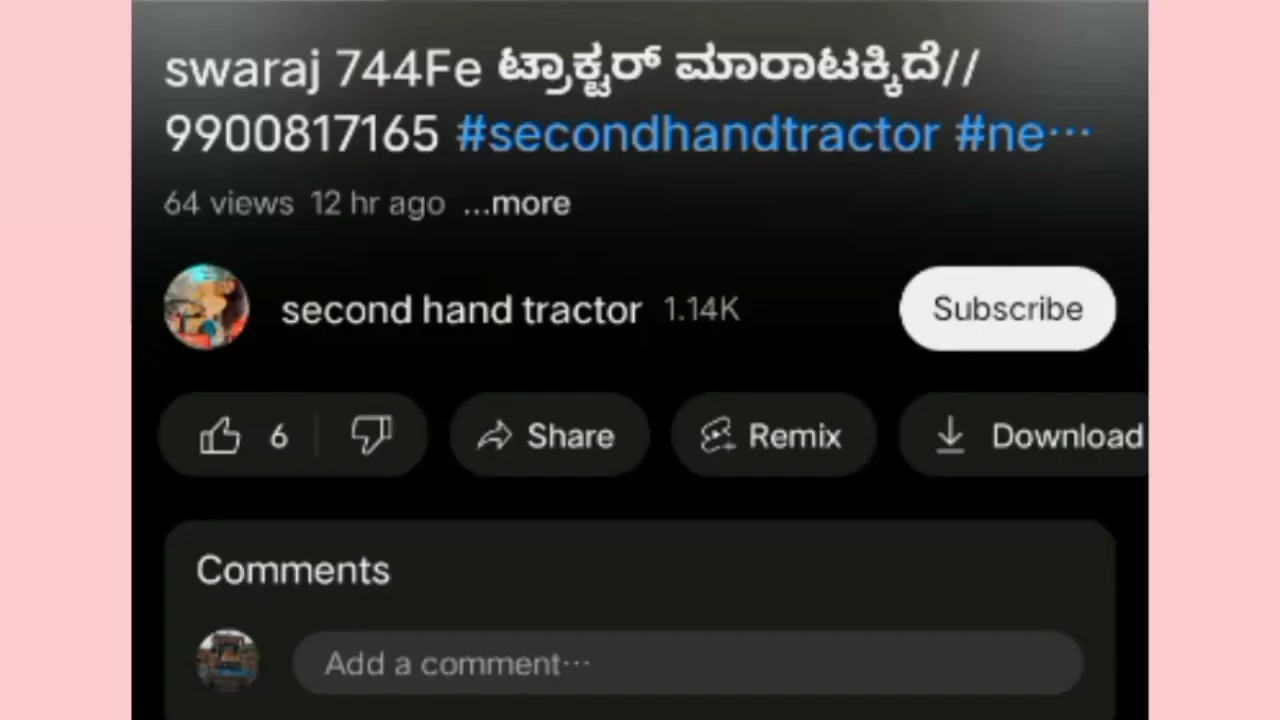 swaraj 744Fe ಟ್ರಾಕ್ಟರ್ ಮಾರಾಟಕ್ಕಿದೆ//
9900817165 #secondhandtractor #ne...
64 views 12 hr ago ...more
second hand tractor 1.14K
Subscribe
6
Share
Remix
Download
Comments
Add a comment...